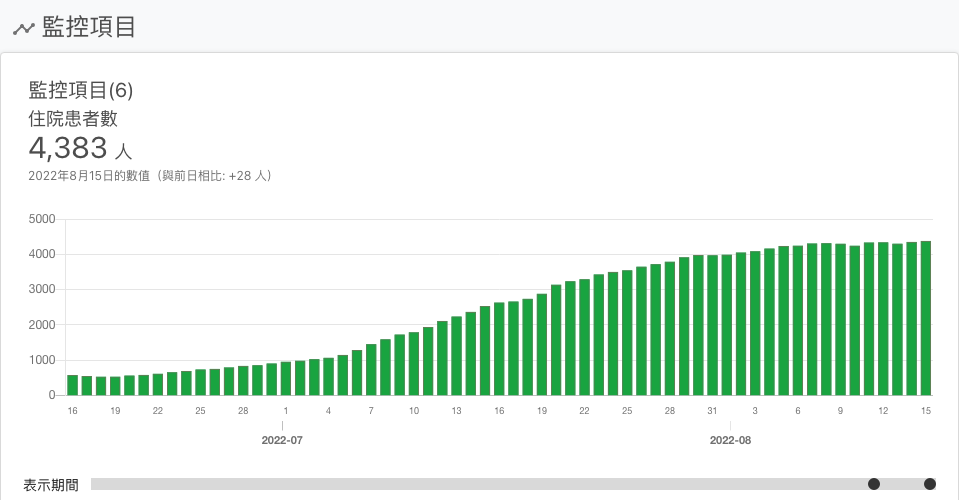 監控項目
監控項目(6)
住院患者數
4,383 人
2022年8月15日的數值（與前日相比: +28 人）
5000
4000
3000
2000
1000
0
16 19 22 25 28 1 4 7 10 13 16 19 22 25 28 31 3 6 9 12 15
2022-07 2022-08
表示期間